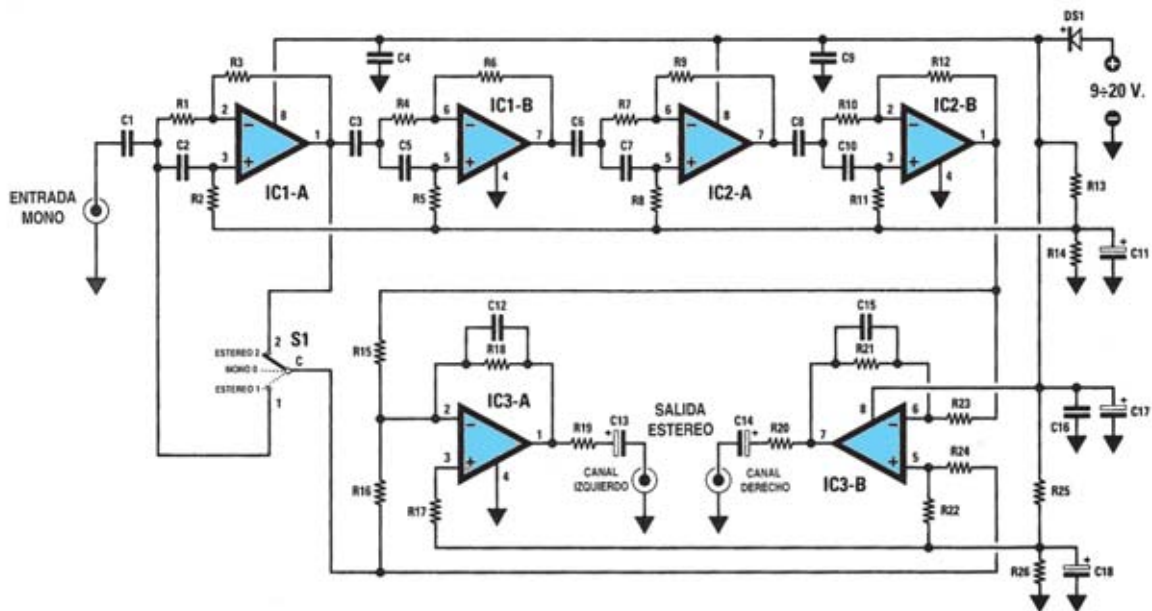 DS1
R3
C4
R6
R9
C9
R12
9÷20 V.
C1
R1
2
8
C3
R4
6
IC1-B
R7
6
8
C8
R10
2
IC2-B
1
7
C6
7
1
C2
3
C5
5
C7
5
C10
3
4
4
R13
ENTRADA
MONO
R2
IC1-A
R5
R8
IC2-A
R11
R14
C11
2
S1
ESTEREO 2
MONO 0
ESTEREO 1
C
1
R15
C12
R18
C15
R21
IC3-A
2
1
R19
C13
SALIDA
ESTEREO
C14
R20
7
8
6
R23
C16
C17
3
4
CANAL
IZQUIERDO
CANAL
DERECHO
5
R24
IC3-B
R16
R17
R22
R25
R26
C18